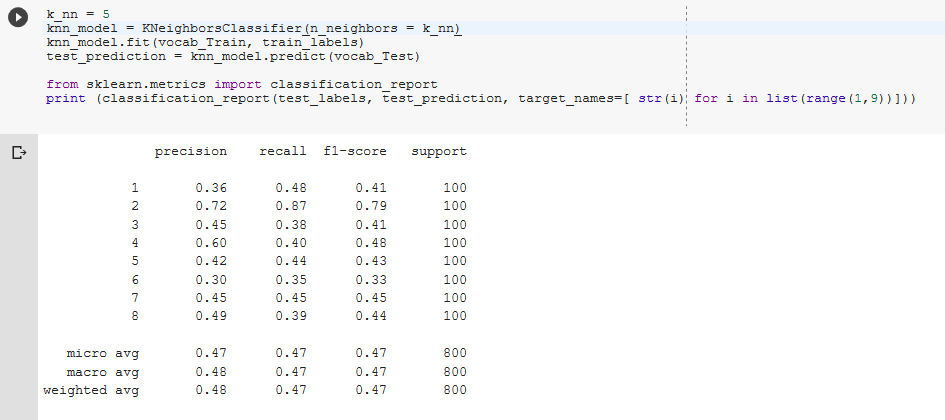 k_nn = 5
knn_model = KNeighborsClassifier(n_neighbors = k_nn)
knn_model.fit(vocab_Train, train_labels)
test_prediction = knn_model.predict(vocab_Test)
from sklearn.metrics import classification_report
print (classification_report(test_labels, test_prediction, target_names=[ str(i) for i in list(range(1,9))]))
precision recall f1-score support
1 0.36 0.48 0.41 100
2 0.72 0.87 0.79 100
3 0.45 0.38 0.41 100
4 0.60 0.40 0.48 100
5 0.42 0.44 0.43 100
6 0.30 0.35 0.33 100
7 0.45 0.45 0.45 100
8 0.49 0.39 0.44 100
micro avg 0.47 0.47 0.47 800
macro avg 0.48 0.47 0.47 800
weighted avg 0.48 0.47 0.47 800